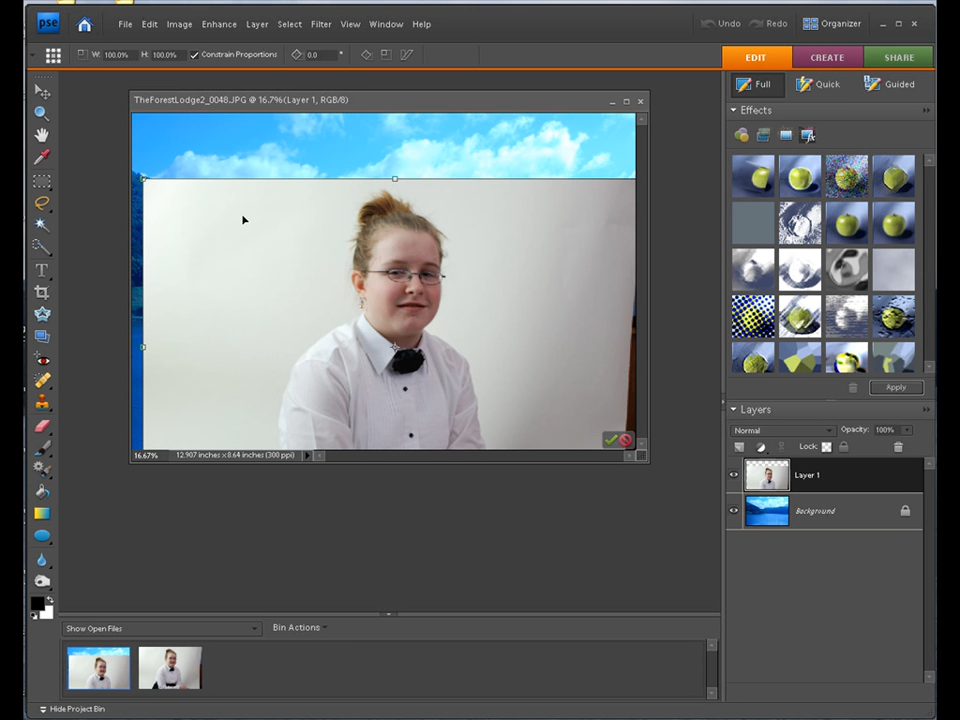 pse File Edit Image Enhance Layer Select Filter View Window Help Undo Redo Organizer
W: 100.0% H: 100.0% Constrain Proportions 0.0 ° EDIT CREATE SHARE
Full Quick Guided
TheForestLodge2_0048.JPG @ 16.7%(Layer 1, RGB/8)
Effects
Apply
Layers
Normal Opacity: 100%
Lock:
Layer 1
Background
16.67% 12.907 inches x 8.64 inches (300 ppi)
T
Show Open Files Bin Actions
Hide Project Bin